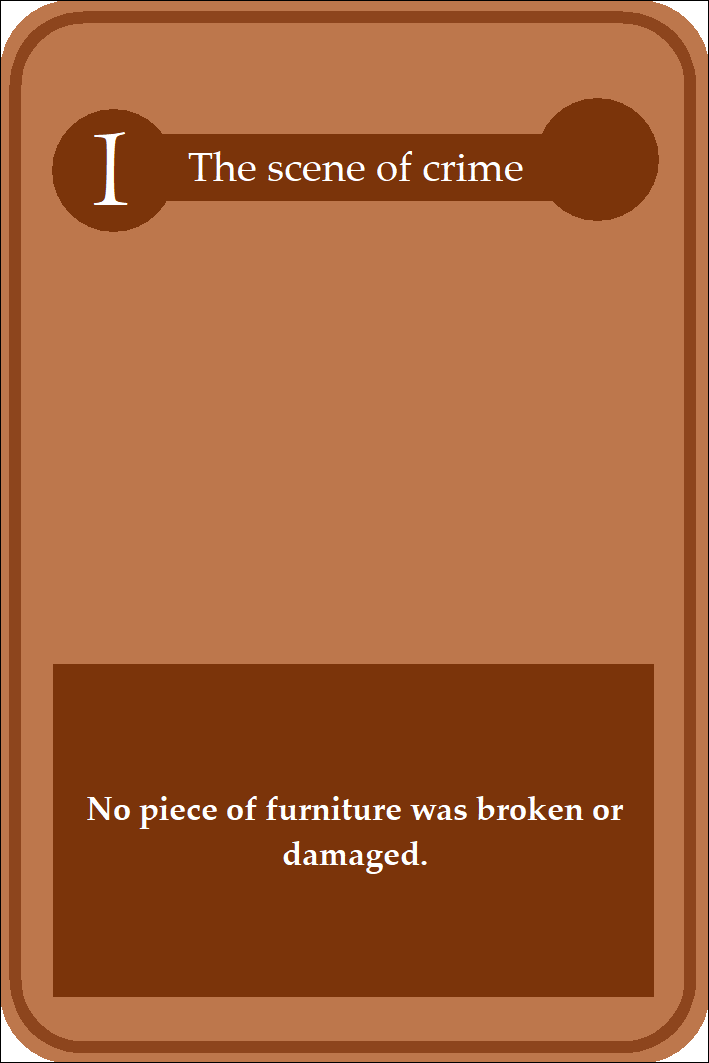 I
The scene of crime
No piece of furniture was broken or
damaged.